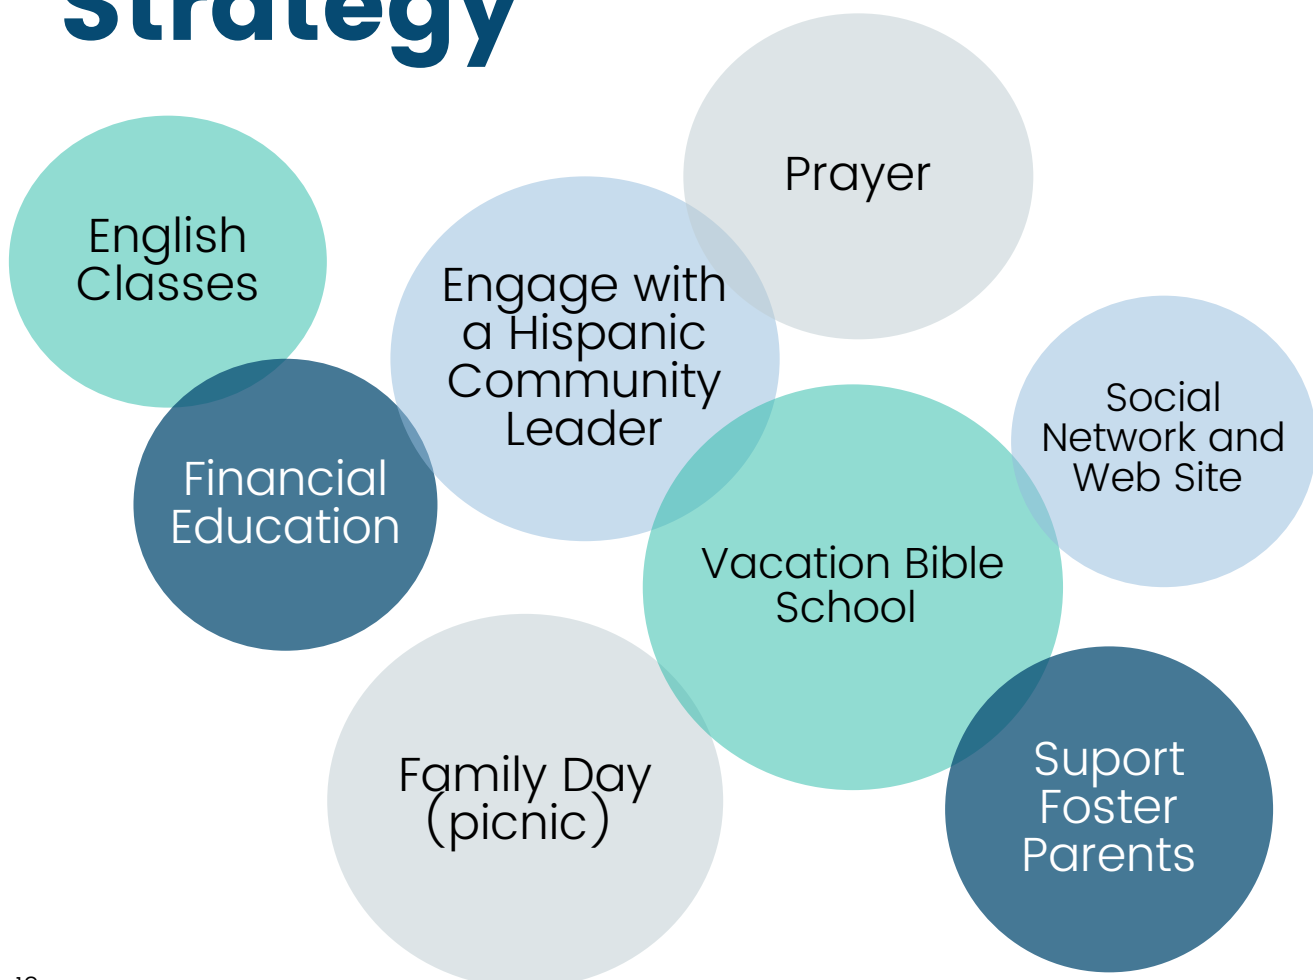 Strategy
Prayer
English
Classes
Engage with
a Hispanic
Community
Leader
Social
Network and
Web Site
Financial
Education
Vacation Bible
School
Family Day
(picnic)
Suport
Foster
Parents